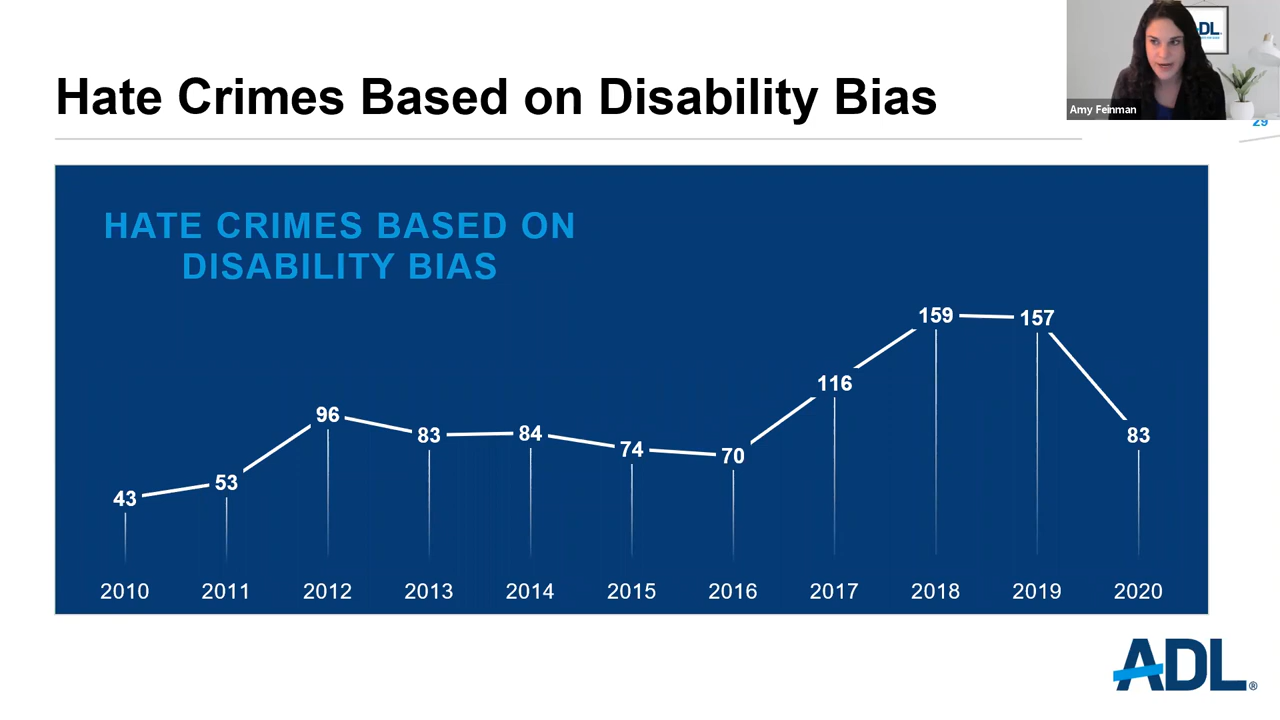 Hate Crimes Based on Disability Bias
ADL
Amy Feinman
29
HATE CRIMES BASED ON
DISABILITY BIAS
159
157
116
96
83
84
74
70
83
53
43
2010 2011 2012 2013 2014 2015 2016 2017 2018 2019 2020
ADL®